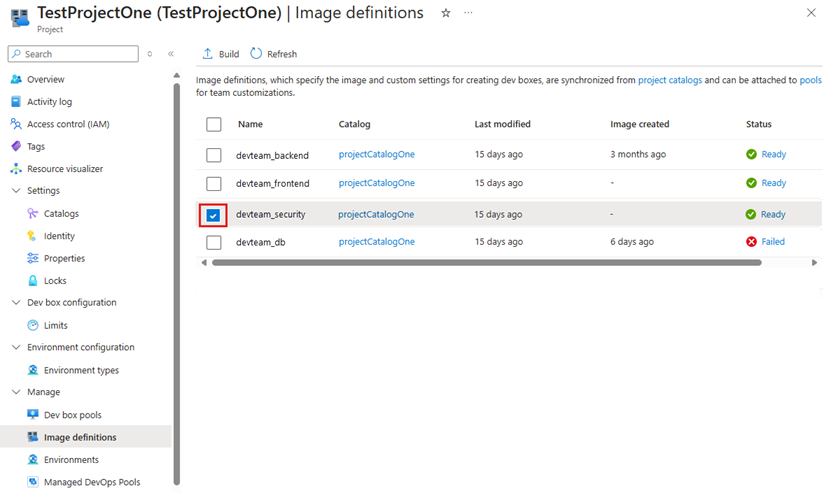 TestProjectOne (TestProjectOne) | Image definitions ☆ ...
Project
Search
Build Refresh
Image definitions, which specify the image and custom settings for creating dev boxes, are synchronized from project catalogs and can be attached to pools
for team customizations.
Overview
Activity log
Access control (IAM)
Tags
Resource visualizer
Settings
Catalogs
Identity
Properties
Locks
Dev box configuration
Limits
Environment configuration
Environment types
Manage
Dev box pools
Image definitions
Environments
Managed DevOps Pools
Name Catalog Last modified Image created Status
devteam_backend projectCatalogOne 15 days ago 3 months ago Ready
devteam_frontend projectCatalogOne 15 days ago - Ready
devteam_security projectCatalogOne 15 days ago - Ready
devteam_db projectCatalogOne 15 days ago 6 days ago Failed